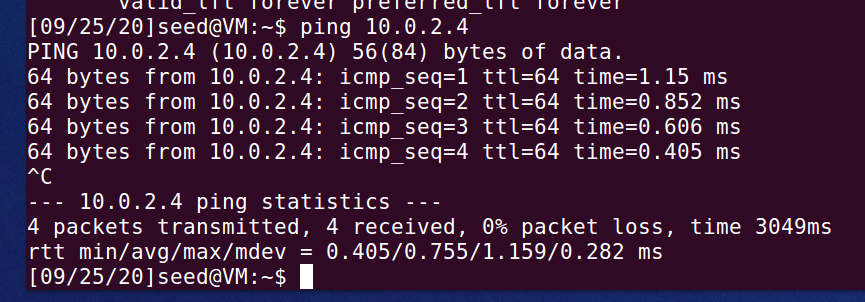 valid_lft forever preferred_lft forever
[09/25/20]seed@VM:~$ ping 10.0.2.4
PING 10.0.2.4 (10.0.2.4) 56(84) bytes of data.
64 bytes from 10.0.2.4: icmp_seq=1 ttl=64 time=1.15 ms
64 bytes from 10.0.2.4: icmp_seq=2 ttl=64 time=0.852 ms
64 bytes from 10.0.2.4: icmp_seq=3 ttl=64 time=0.606 ms
64 bytes from 10.0.2.4: icmp_seq=4 ttl=64 time=0.405 ms
^C
--- 10.0.2.4 ping statistics ---
4 packets transmitted, 4 received, 0% packet loss, time 3049ms
rtt min/avg/max/mdev = 0.405/0.755/1.159/0.282 ms
[09/25/20]seed@VM:~$